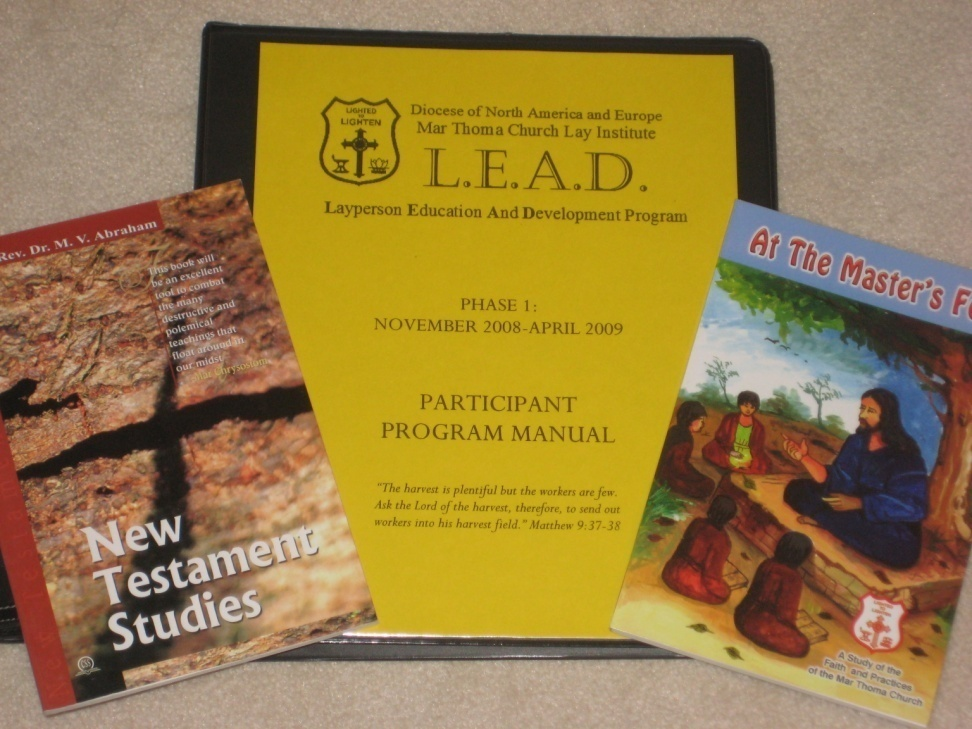 LIGHTED
TO
LIGHTEN
Diocese of North America and Europe
Mar Thoma Church Lay Institute
L.E.A.D.
Layperson Education And Development Program
PHASE 1:
NOVEMBER 2008-APRIL 2009
PARTICIPANT
PROGRAM MANUAL
"The harvest is plentiful but the workers are few.
Ask the Lord of the harvest, therefore, to send out
workers into his harvest field." Matthew 9:37-38
Rev. Dr. M. V. Abraham
This book will
be an excellent
tool to combat
the many
destructive and
polemical
teachings that
float around in
our midst
Chrysostom
New
Testament
Studies
At The Master's
A Study of the
Faith and Practices
of the Mar Thoma Church